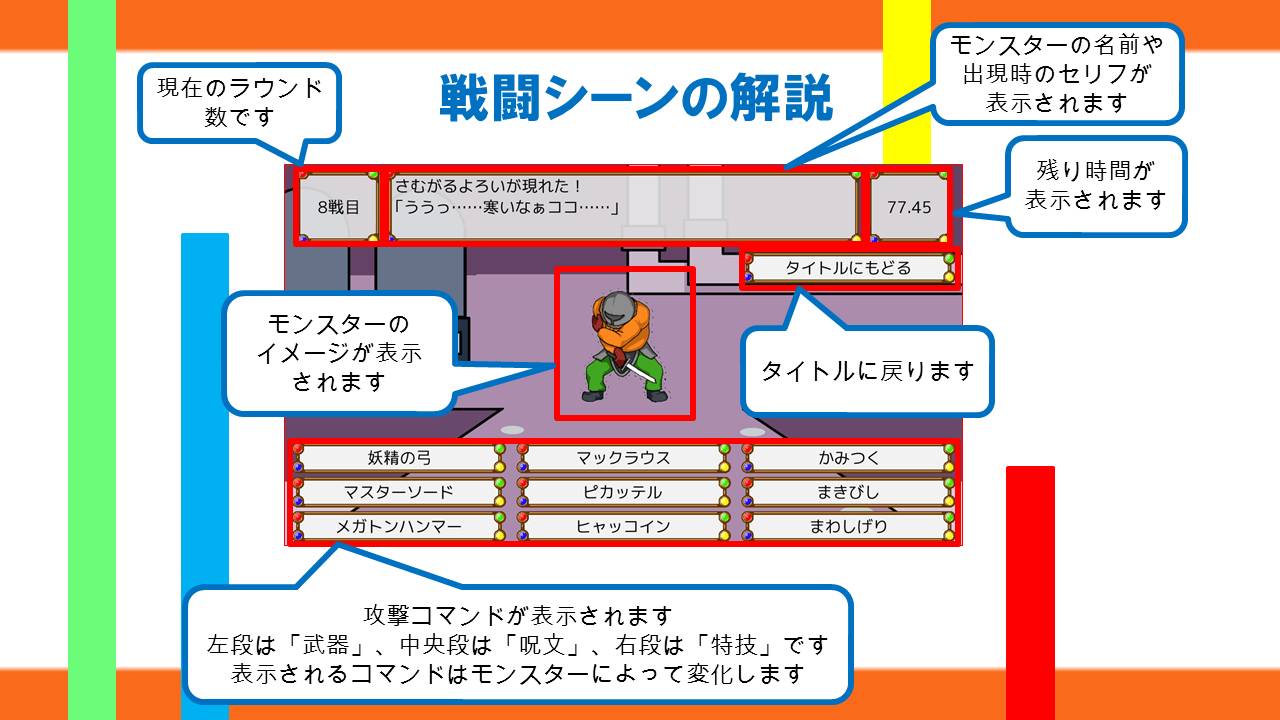 戦闘シーンの解説
現在のラウンド
数です
モンスターの名前や
出現時のセリフが
表示されます
残り時間が
表示されます
8戦目
さむがるよろいが現れた！
「ううっ……寒いなぁココ……」
77.45
タイトルにもどる
モンスターの
イメージが表示
されます
タイトルに戻ります
妖精の弓
マックラウス
かみつく
マスターソード
ピカッテル
まきびし
メガトンハンマー
ヒャッコイン
まわしげり
攻撃コマンドが表示されます
左段は「武器」、中央段は「呪文」、右段は「特技」です
表示されるコマンドはモンスターによって変化します